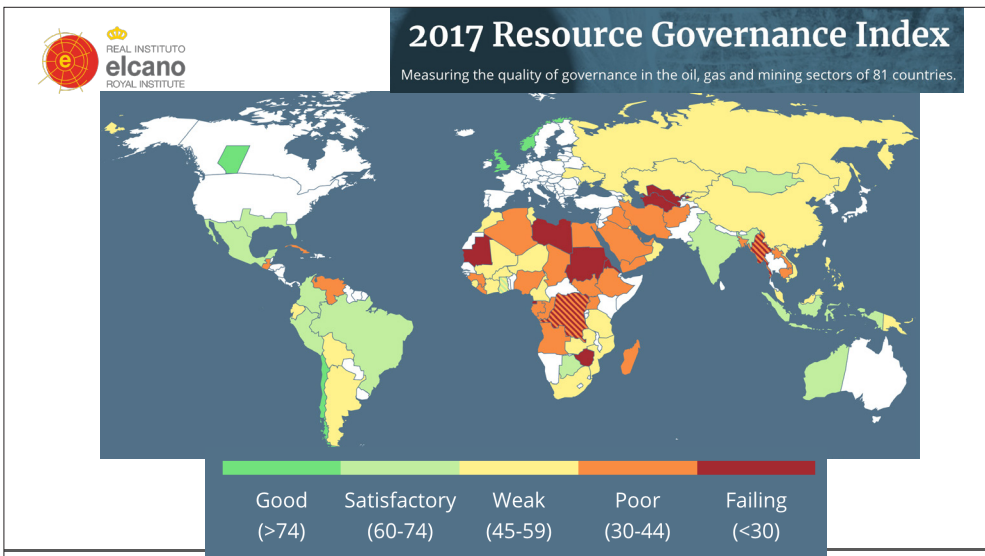 REAL INSTITUTO
elcano
ROYAL INSTITUTE
e
2017 Resource Governance Index
Measuring the quality of governance in the oil, gas and mining sectors of 81 countries.
Good
(>74)
Satisfactory
(60-74)
Weak
(45-59)
Poor
(30-44)
Failing
(<30)